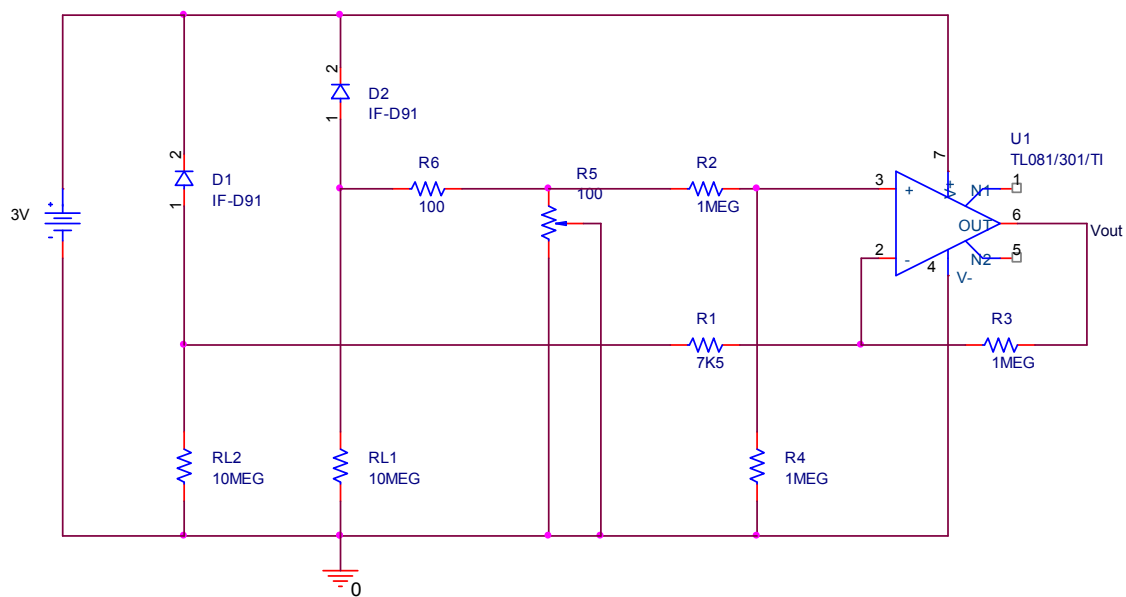 3V
2
D1
IF-D91
1
2
D2
IF-D91
1
R6
100
R5
100
R2
1MEG
U1
TL081/301/TI
7
V+
N1
1
3
+
OUT
6
Vout
2
-
4
V-
N2
5
R1
7K5
R3
1MEG
RL2
10MEG
RL1
10MEG
R4
1MEG
0